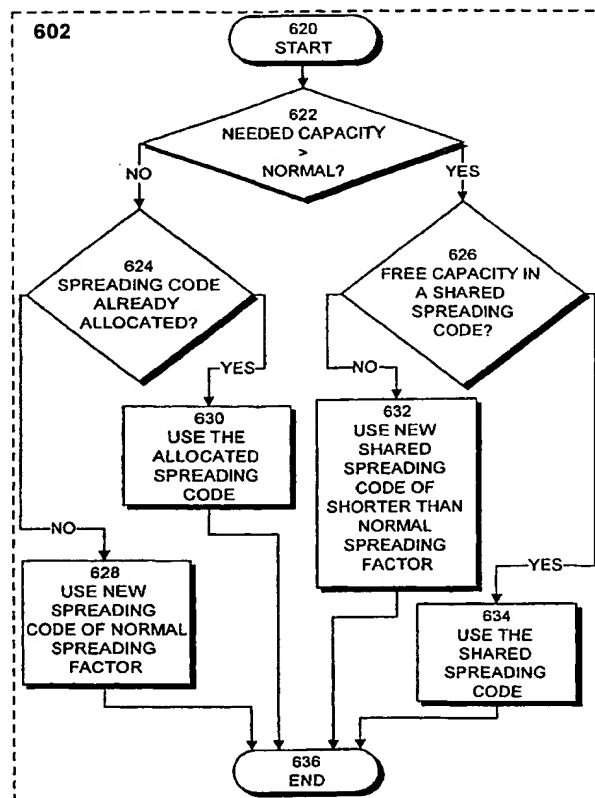 602
620
START
622
NEEDED CAPACITY
>
NORMAL?
NO
YES
624
SPREADING CODE
ALREADY
ALLOCATED?
626
FREE CAPACITY IN
A SHARED
SPREADING
CODE?
YES
NO
630
USE THE
ALLOCATED
SPREADING
CODE
632
USE NEW
SHARED
SPREADING
CODE OF
SHORTER THAN
NORMAL
SPREADING
FACTOR
NO
YES
628
USE NEW
SPREADING
CODE OF NORMAL
SPREADING
FACTOR
634
USE THE
SHARED
SPREADING
CODE
636
END